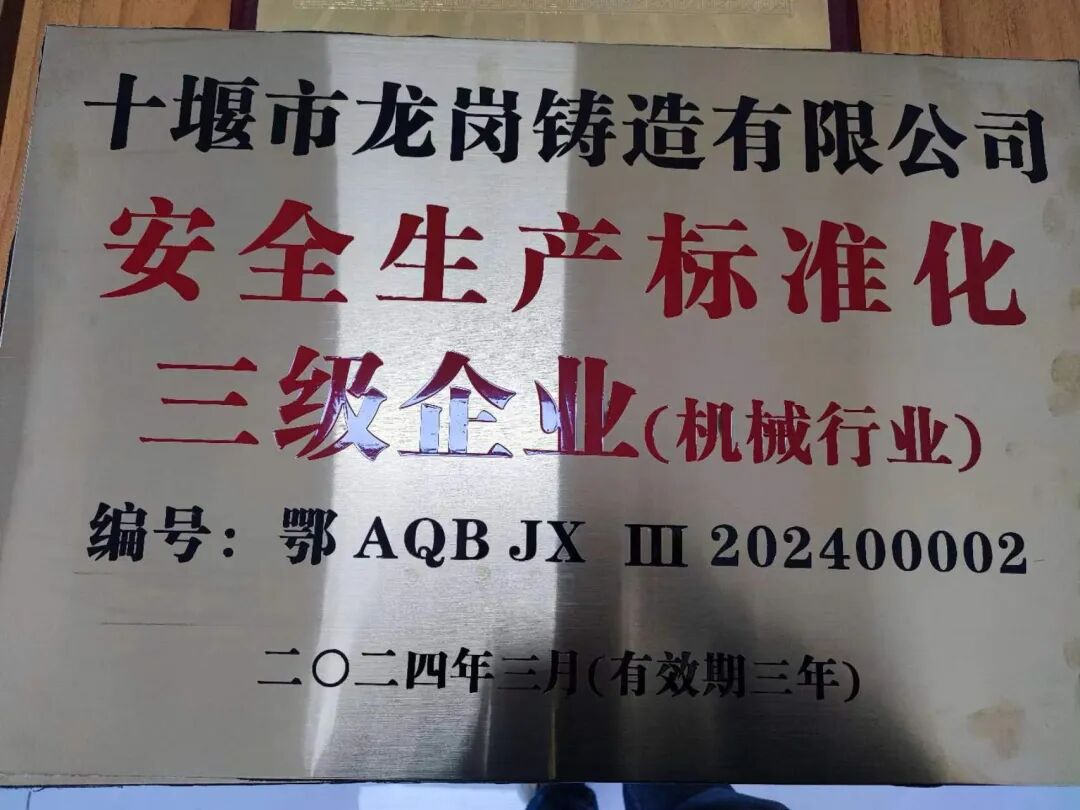 十堰市龙岗铸造有限公司
安全生产标准化
三级企业(机械行业)
编号：鄂 AQB JX Ⅲ 202400002
二〇二四年三月(有效期三年)